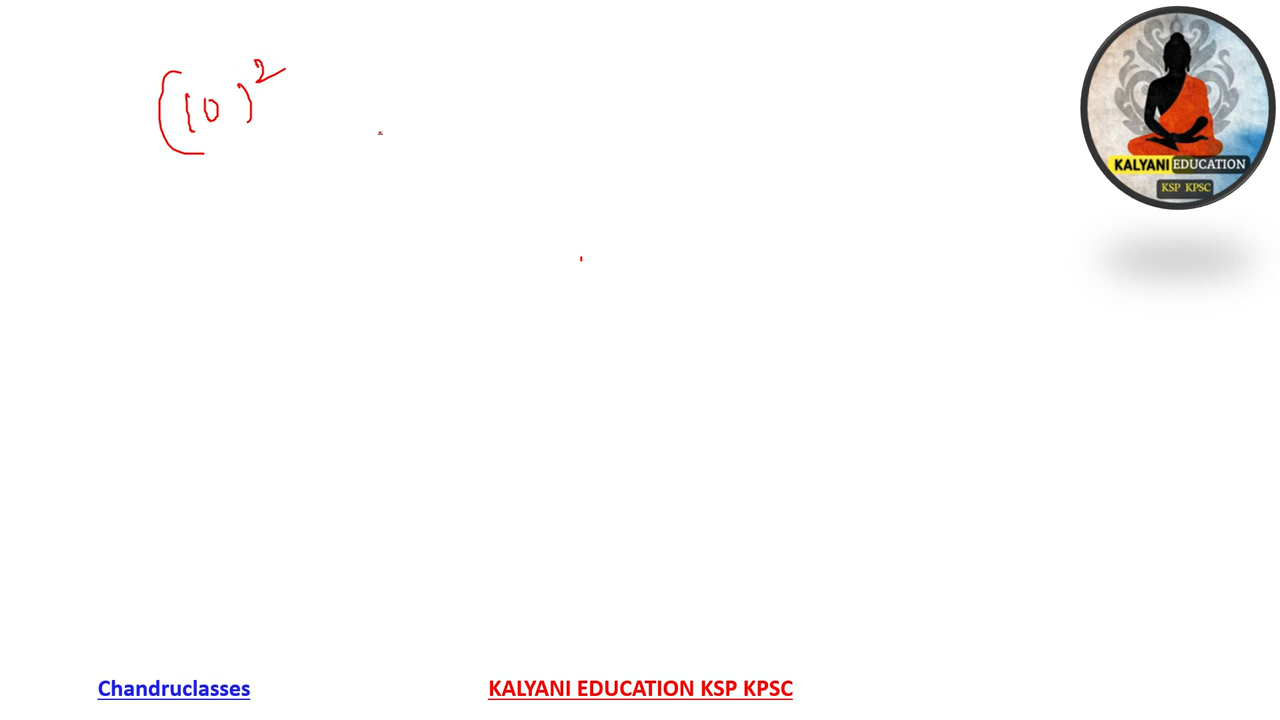 (10)²
KALYANI EDUCATION
KSP KPSC
Chandruclasses
KALYANI EDUCATION KSP KPSC